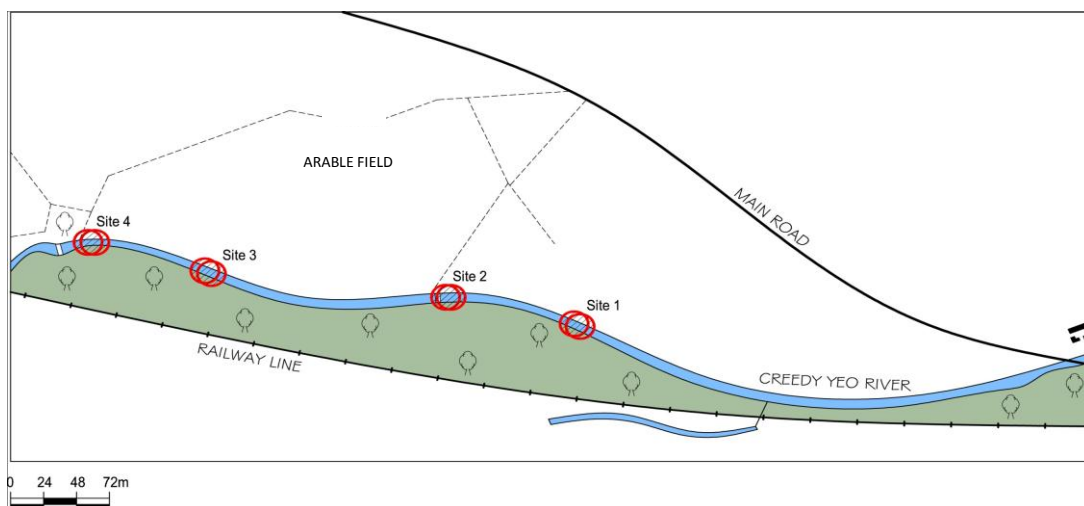 ARABLE FIELD
MAIN ROAD
Site 4
Site 3
Site 2
Site 1
RAILWAY LINE
CREEDY YEO RIVER
0 24 48 72m